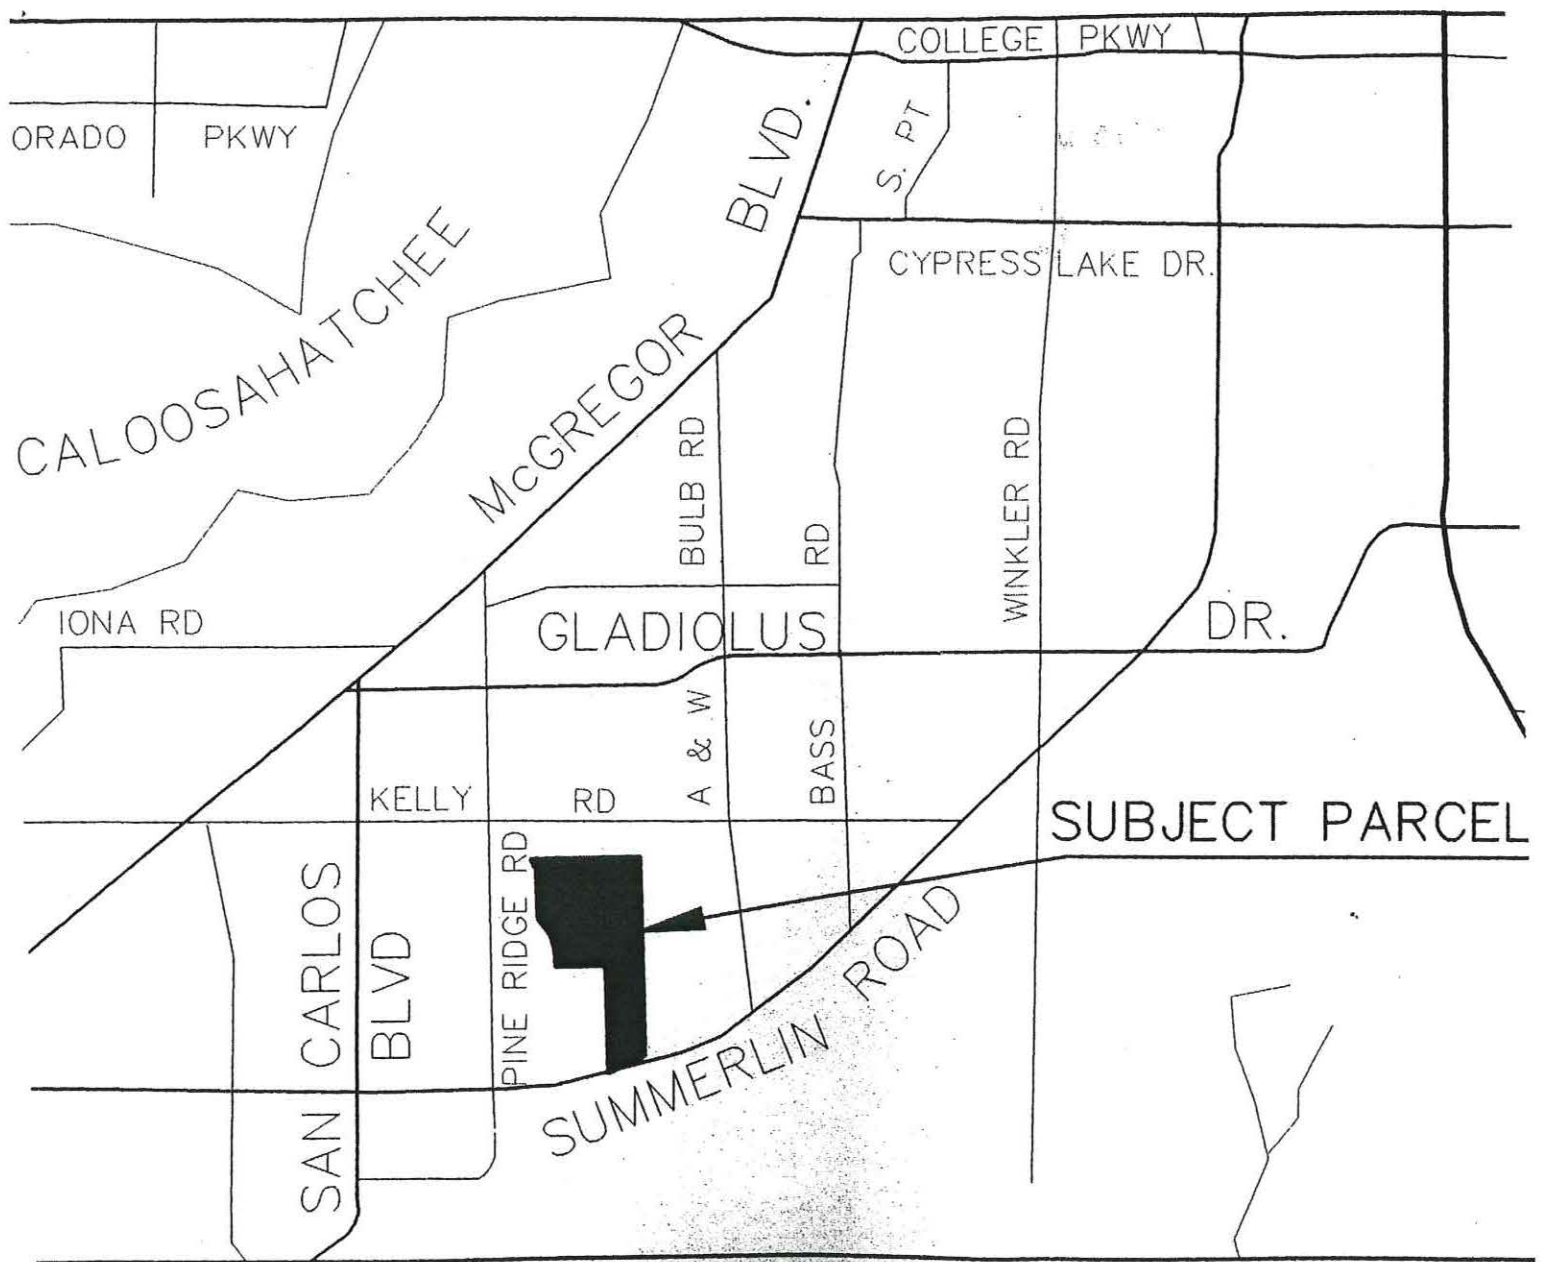 COLLEGE PKWY
ORADO PKWY
S. PT
McGREGOR BLVD.
CALOOSAHATCHEE
CYPRESS LAKE DR.
A & W BULB RD
BASS RD
WINKLER RD
IONA RD
GLADIOLUS DR.
KELLY RD
SUBJECT PARCEL
PINE RIDGE RD
SAN CARLOS
BLVD
SUMMERLIN ROAD